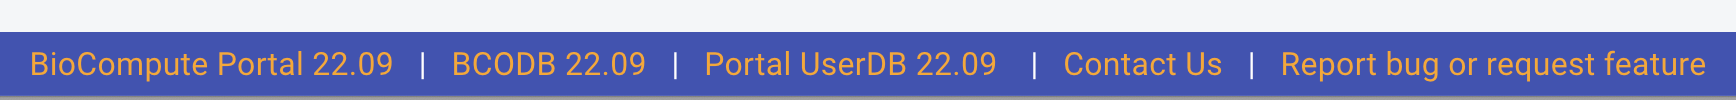 BioCompute Portal 22.09 | BCODB 22.09 | Portal UserDB 22.09 | Contact Us | Report bug or request feature